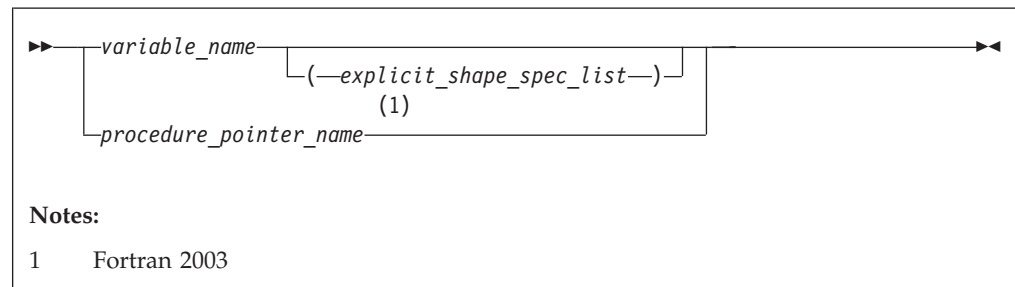 variable_name
( explicit_shape_spec_list )
(1)
procedure_pointer_name
Notes:
1 Fortran 2003